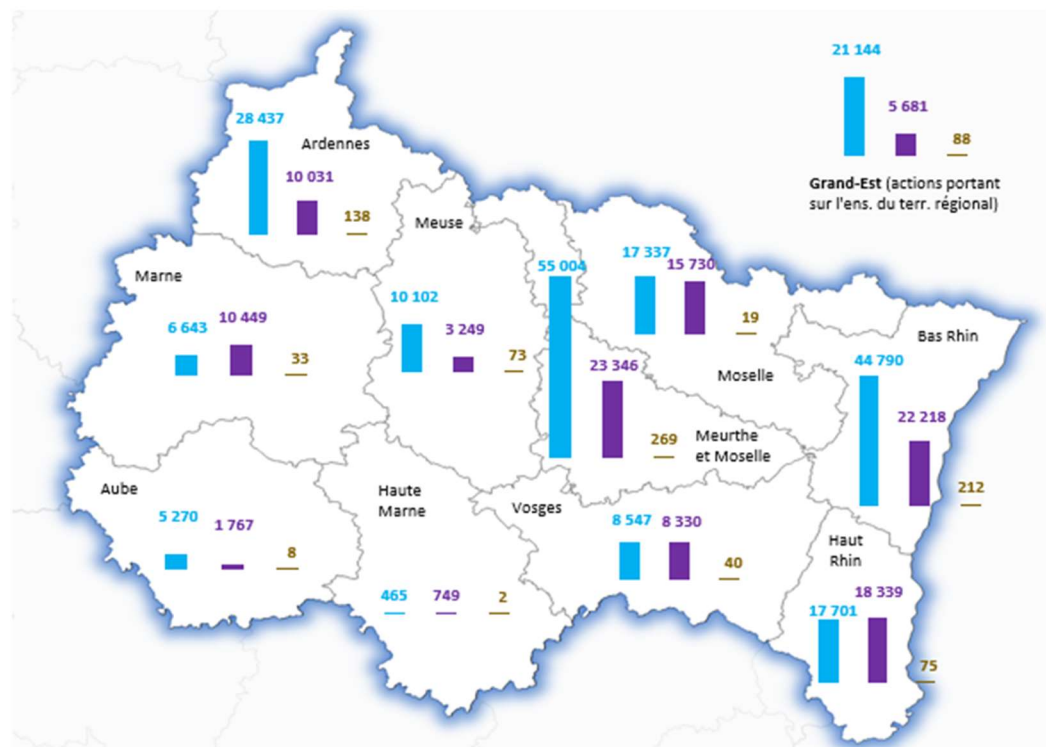 21 144
5 681
88
Grand-Est (actions portant
sur l'ens. du terr. régional)
28 437
Ardennes
10 031
138
Meuse
Marne
6 643
10 449
33
10 102
3 249
73
55 004
23 346
269
Meurthe
et Moselle
17 337
15 730
19
Moselle
Bas Rhin
44 790
22 218
212
Aube
5 270
1 767
8
Haute
Marne
465
749
2
Vosges
8 547
8 330
40
Haut
Rhin
17 701
18 339
75